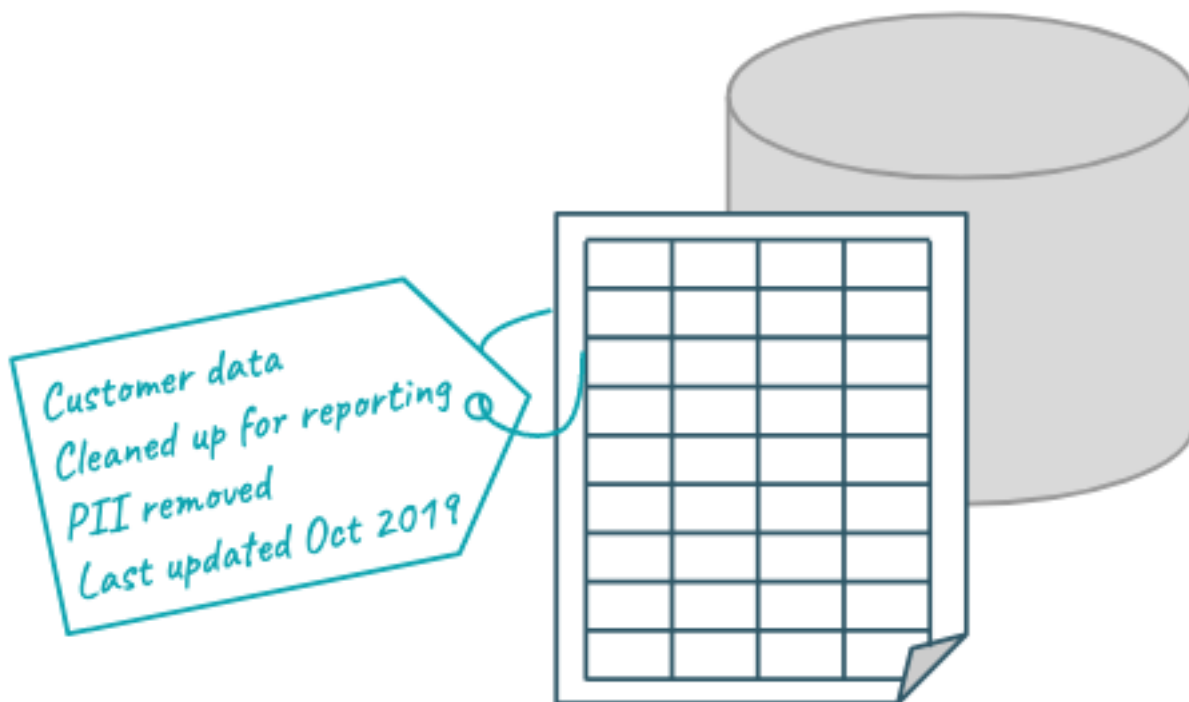 Customer data
Cleaned up for reporting
PII removed
Last updated Oct 2019